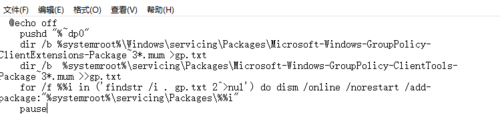 文件(F) 编辑(E) 格式(O) 查看(V) 帮助(H)
@echo off
pushd "%~dp0"
dir /b %systemroot%\Windows\servicing\Packages\Microsoft-Windows-GroupPolicy-
ClientExtensions-Package~3*.mum >gp.txt
dir /b  %systemroot%\servicing\Packages\Microsoft-Windows-GroupPolicy-ClientTools-
Package~3*.mum >>gp.txt
for /f %%i in ('findstr /i . gp.txt 2^>nul') do dism /online /norestart /add-
package:"%systemroot%\servicing\Packages\%%i"
pause